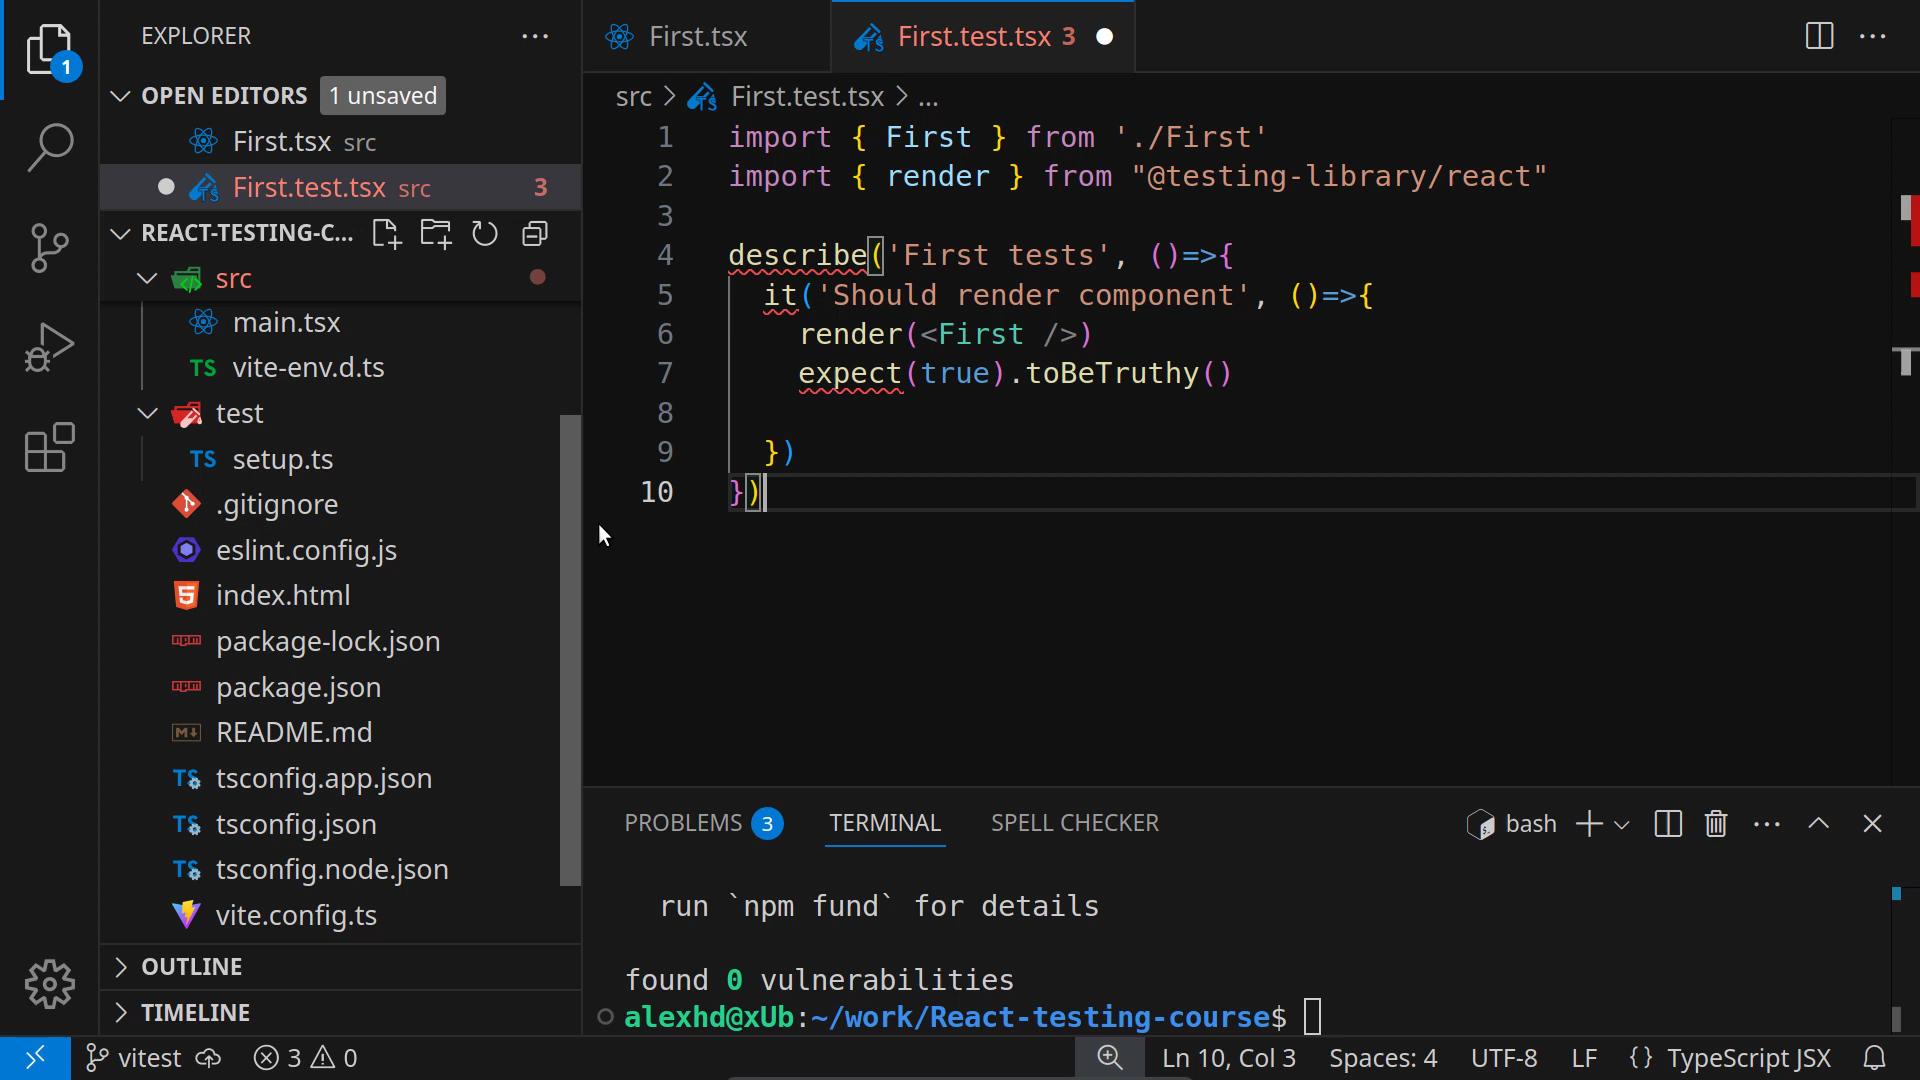 EXPLORER
1
OPEN EDITORS 1 unsaved
First.tsx src
First.test.tsx src 3
REACT-TESTING-C...
src
main.tsx
TS vite-env.d.ts
test
TS setup.ts
.gitignore
eslint.config.js
index.html
package-lock.json
package.json
README.md
TS tsconfig.app.json
TS tsconfig.json
TS tsconfig.node.json
vite.config.ts
OUTLINE
TIMELINE
First.tsx
First.test.tsx 3
src > First.test.tsx > ...
1 import { First } from './First'
2 import { render } from "@testing-library/react"
3
4 describe('First tests', ()=>{
5 it('Should render component', ()=>{
6 render(<First />)
7 expect(true).toBeTruthy()
8
9 })
10 })
PROBLEMS 3 TERMINAL SPELL CHECKER bash
run `npm fund` for details
found 0 vulnerabilities
alexhd@xUb:~/work/React-testing-course$
vitest 3 0 Ln 10, Col 3 Spaces: 4 UTF-8 LF {} TypeScript JSX